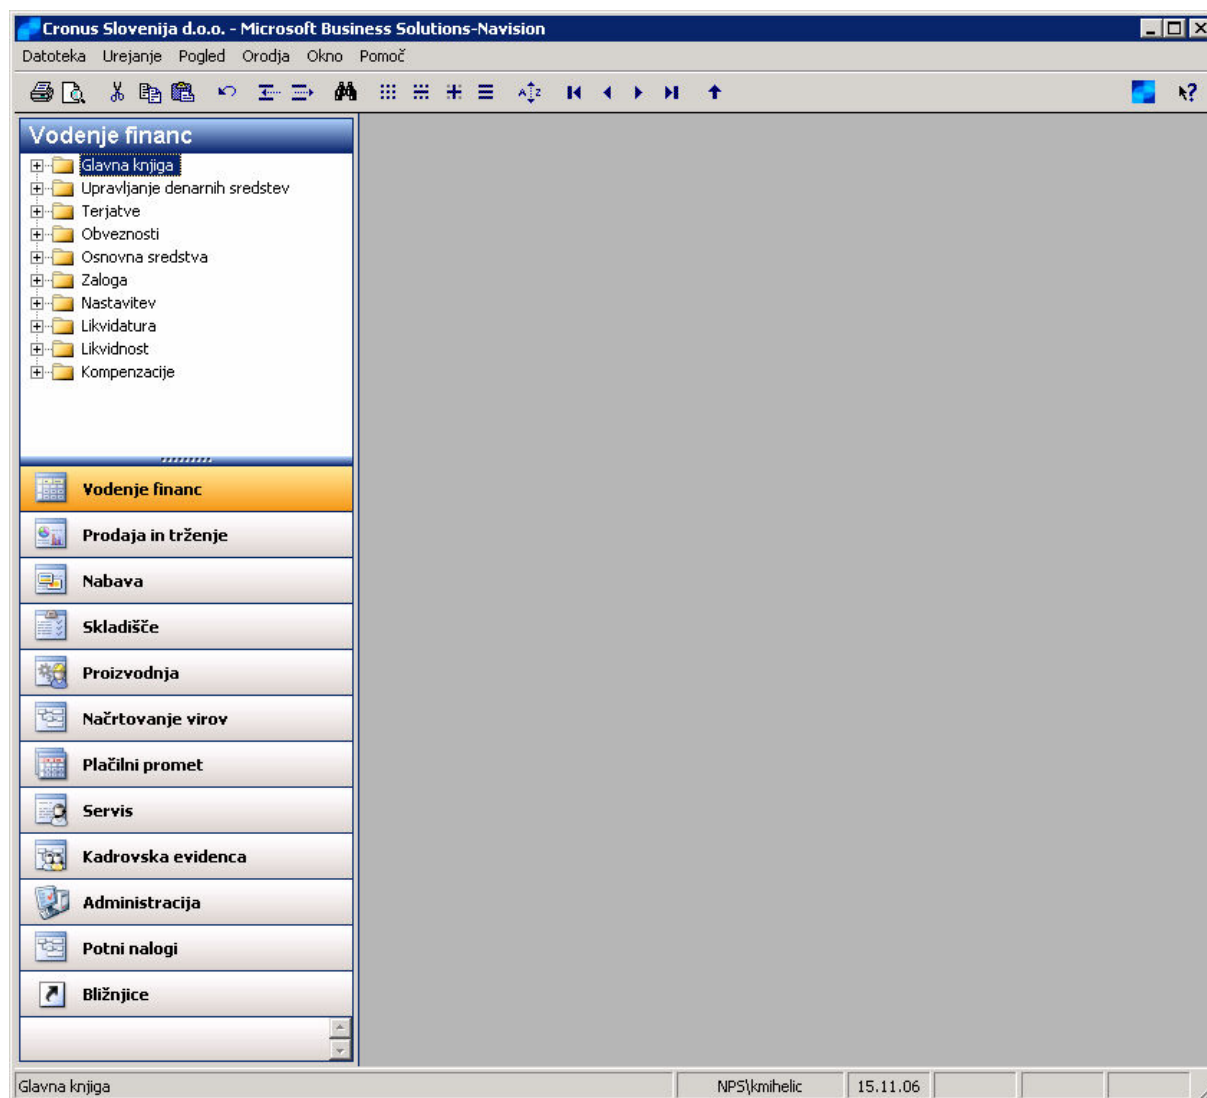 Cronus Slovenija d.o.o. - Microsoft Business Solutions-Navision
Datoteka Urejanje Pogled Orodja Okno Pomoč
Vodenje financ
Glavna knjiga
Upravljanje denarnih sredstev
Terjatve
Obveznosti
Osnovna sredstva
Zaloga
Nastavitev
Likvidatura
Likvidnost
Kompenzacije
Vodenje financ
Prodaja in trženje
Nabava
Skladišče
Proizvodnja
Načrtovanje virov
Plačilni promet
Servis
Kadrovska evidenca
Administracija
Potni nalogi
Bližnjice
Glavna knjiga NPS\kmihelic 15.11.06